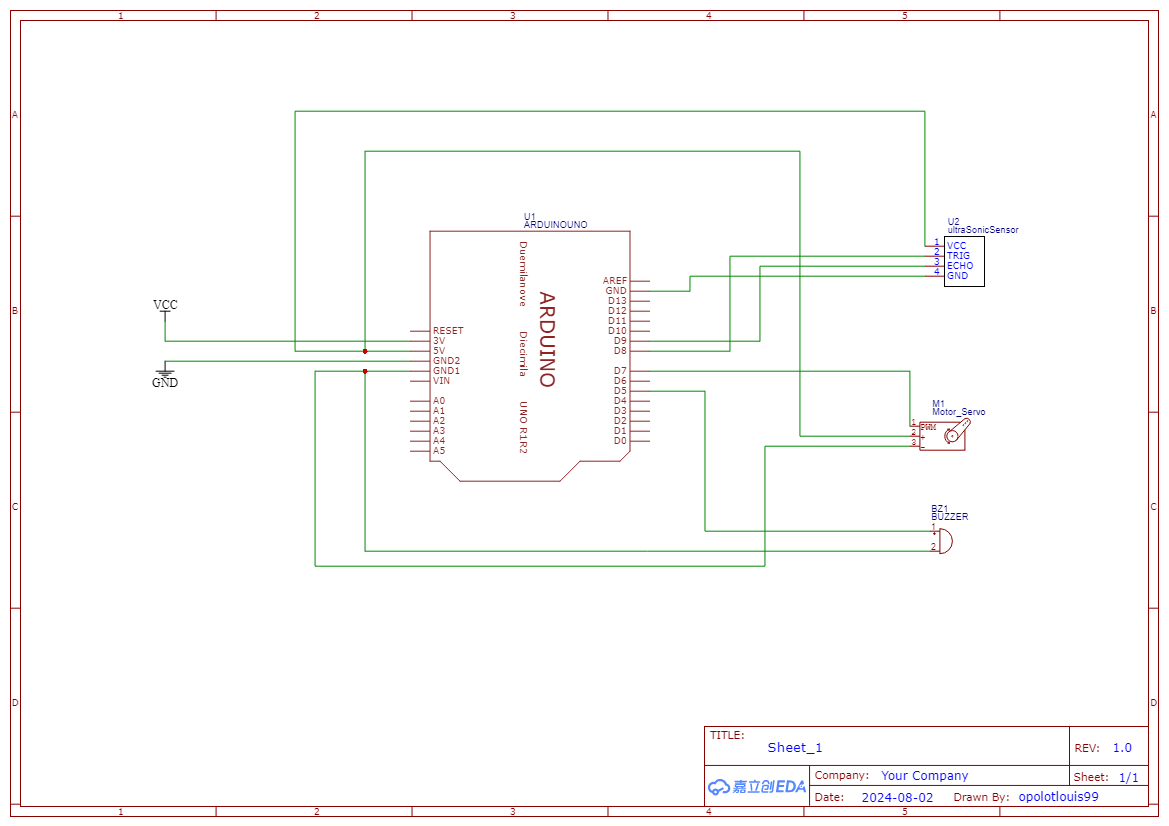 1 2 3 4 5
A A
B B
C C
D D
1 2 3 4 5
U1
ARDUINOUNO
Duemilanove
Diecimila
UNO R1R2
ARDUINO
RESET
3V
5V
GND2
GND1
VIN
A0
A1
A2
A3
A4
A5
AREF
GND
D13
D12
D11
D10
D9
D8
D7
D6
D5
D4
D3
D2
D1
D0
VCC
GND
U2
ultraSonicSensor
1 VCC
2 TRIG
3 ECHO
4 GND
M1
Motor_Servo
1 PWM
2 +
3 -
BZ1
BUZZER
1
+
2
TITLE:
Sheet_1
REV: 1.0
嘉立创EDA
Company: Your Company
Sheet: 1/1
Date: 2024-08-02 Drawn By: opolotlouis99